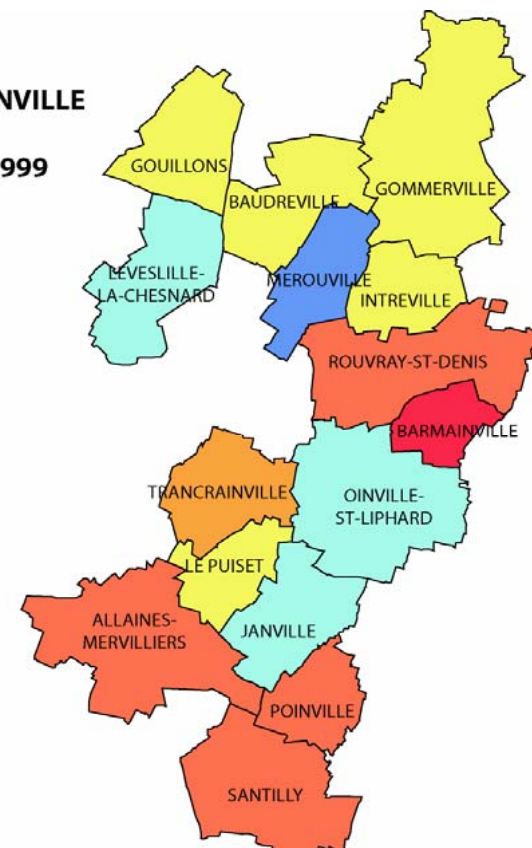 NVILLE
999
GOUILLONS
BAUDREVILLE
GOMMERVILLE
LEVESLILLE-
LA-CHESNARD
MEROUVILLE
INTREVILLE
ROUVRAY-ST-DENIS
BARMAINVILLE
TRANCRAINVILLE
OINVILLE-
ST-LIPHARD
LE PUISET
ALLAINES-
MERVILLIERS
JANVILLE
POINVILLE
SANTILLY